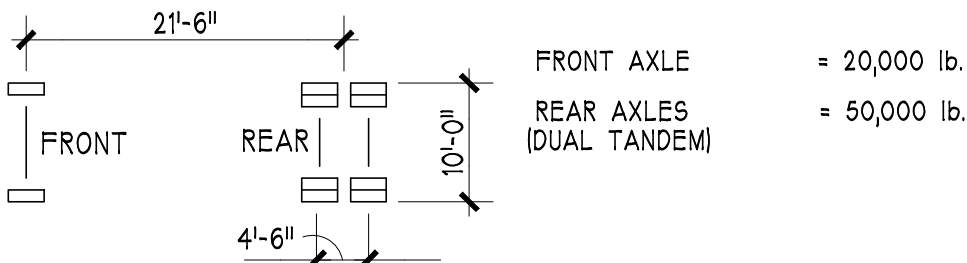 21'-6"
FRONT AXLE = 20,000 lb.
REAR AXLES = 50,000 lb.
(DUAL TANDEM)
FRONT
REAR
10'-0"
4'-6"